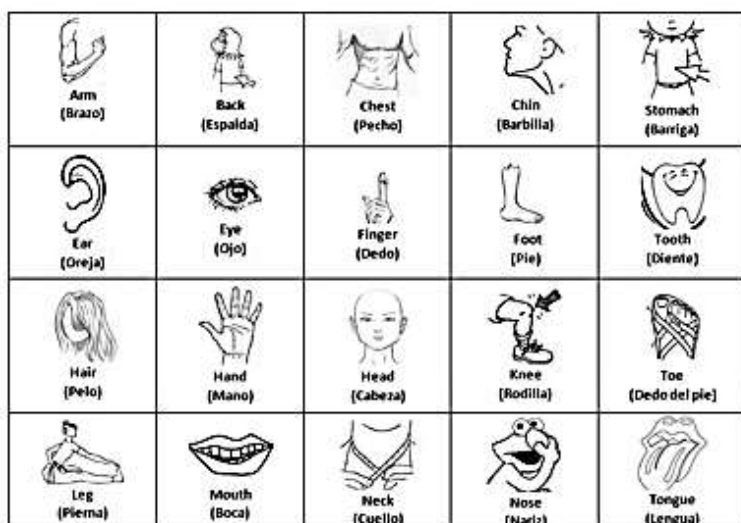 Arm
(Brazo)
Back
(Espalda)
Chest
(Pecho)
Chin
(Barbilla)
Stomach
(Barriga)
Ear
(Oreja)
Eye
(Ojo)
Finger
(Dedo)
Foot
(Pie)
Tooth
(Diente)
Hair
(Pelo)
Hand
(Mano)
Head
(Cabeza)
Knee
(Rodilla)
Toe
(Dedo del pie)
Leg
(Pierna)
Mouth
(Boca)
Neck
(Cuello)
Nose
(Nariz)
Tongue
(Lengua)